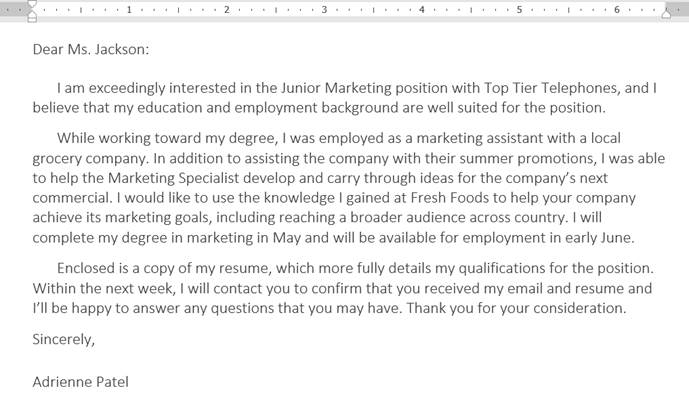 1 2 3 4 5 6
Dear Ms. Jackson:
I am exceedingly interested in the Junior Marketing position with Top Tier Telephones, and I
believe that my education and employment background are well suited for the position.
While working toward my degree, I was employed as a marketing assistant with a local
grocery company. In addition to assisting the company with their summer promotions, I was able
to help the Marketing Specialist develop and carry through ideas for the company’s next
commercial. I would like to use the knowledge I gained at Fresh Foods to help your company
achieve its marketing goals, including reaching a broader audience across country. I will
complete my degree in marketing in May and will be available for employment in early June.
Enclosed is a copy of my resume, which more fully details my qualifications for the position.
Within the next week, I will contact you to confirm that you received my email and resume and
I’ll be happy to answer any questions that you may have. Thank you for your consideration.
Sincerely,
Adrienne Patel